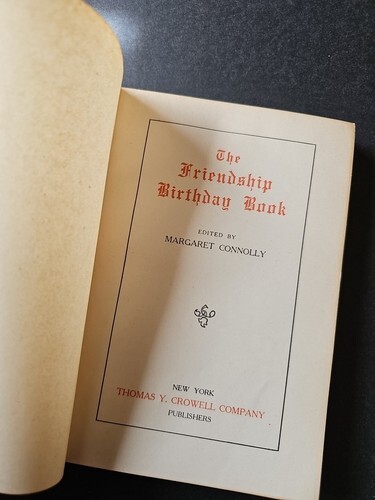 The
Friendship
Birthday Book
EDITED BY
MARGARET CONNOLLY
NEW YORK
THOMAS Y. CROWELL COMPANY
PUBLISHERS